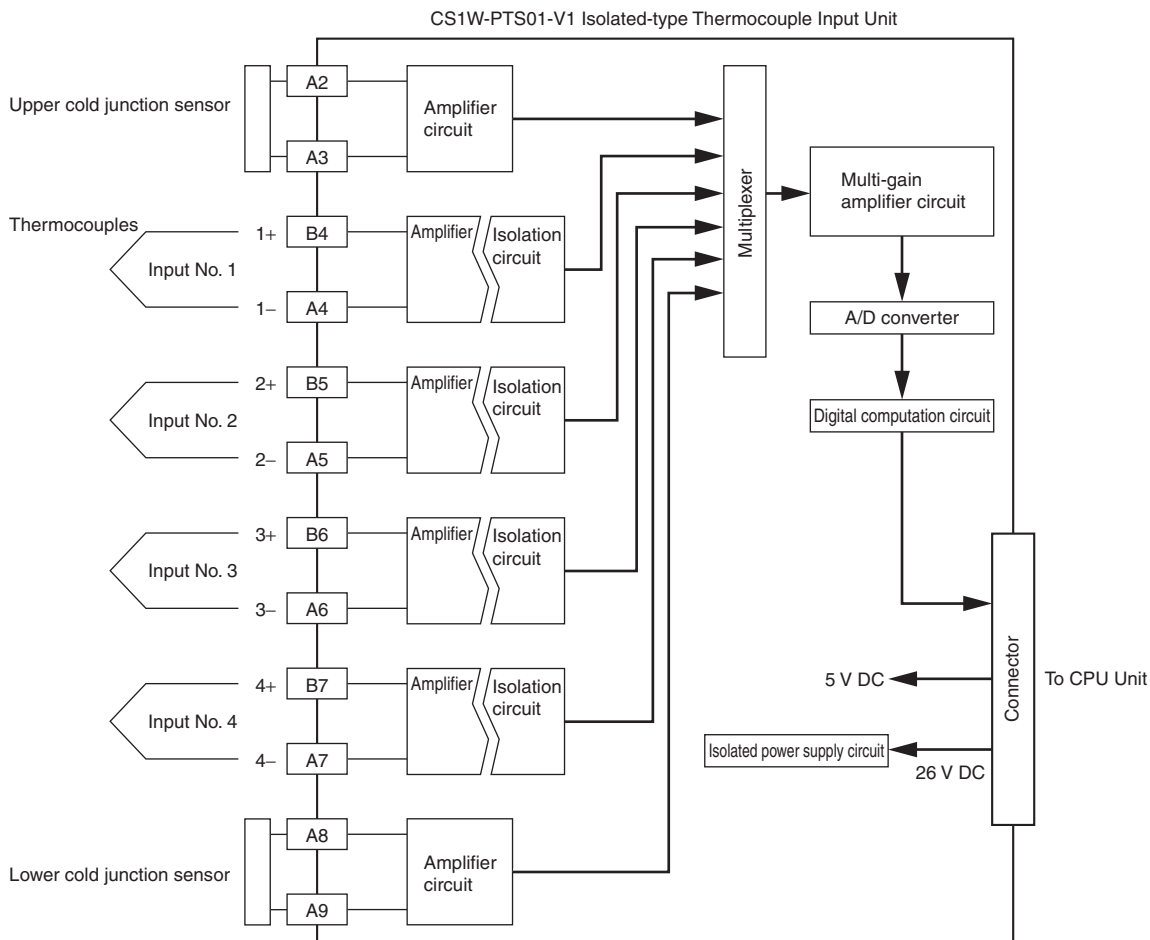 CS1W-PTS01-V1 Isolated-type Thermocouple Input Unit
Upper cold junction sensor
A2
A3
Amplifier
circuit
Thermocouples
Input No. 1
1+
B4
1−
A4
Amplifier
Isolation
circuit
Input No. 2
2+
B5
2−
A5
Amplifier
Isolation
circuit
Input No. 3
3+
B6
3−
A6
Amplifier
Isolation
circuit
Input No. 4
4+
B7
4−
A7
Amplifier
Isolation
circuit
Lower cold junction sensor
A8
A9
Amplifier
circuit
Multiplexer
Multi-gain
amplifier circuit
A/D converter
Digital computation circuit
Connector
To CPU Unit
5 V DC
Isolated power supply circuit
26 V DC